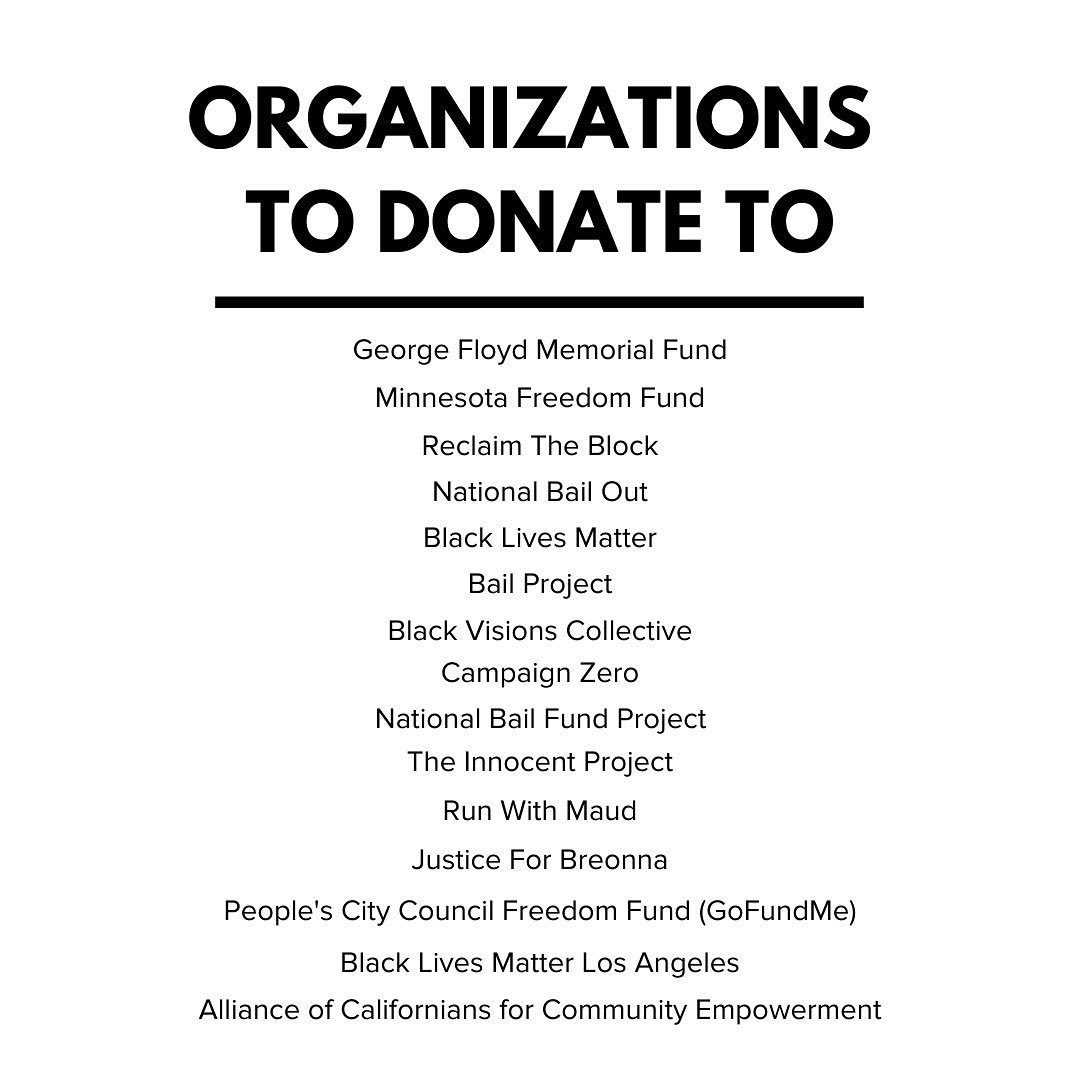 ORGANIZATIONS
TO DONATE TO
George Floyd Memorial Fund
Minnesota Freedom Fund
Reclaim The Block
National Bail Out
Black Lives Matter
Bail Project
Black Visions Collective
Campaign Zero
National Bail Fund Project
The Innocent Project
Run With Maud
Justice For Breonna
People's City Council Freedom Fund (GoFundMe)
Black Lives Matter Los Angeles
Alliance of Californians for Community Empowerment